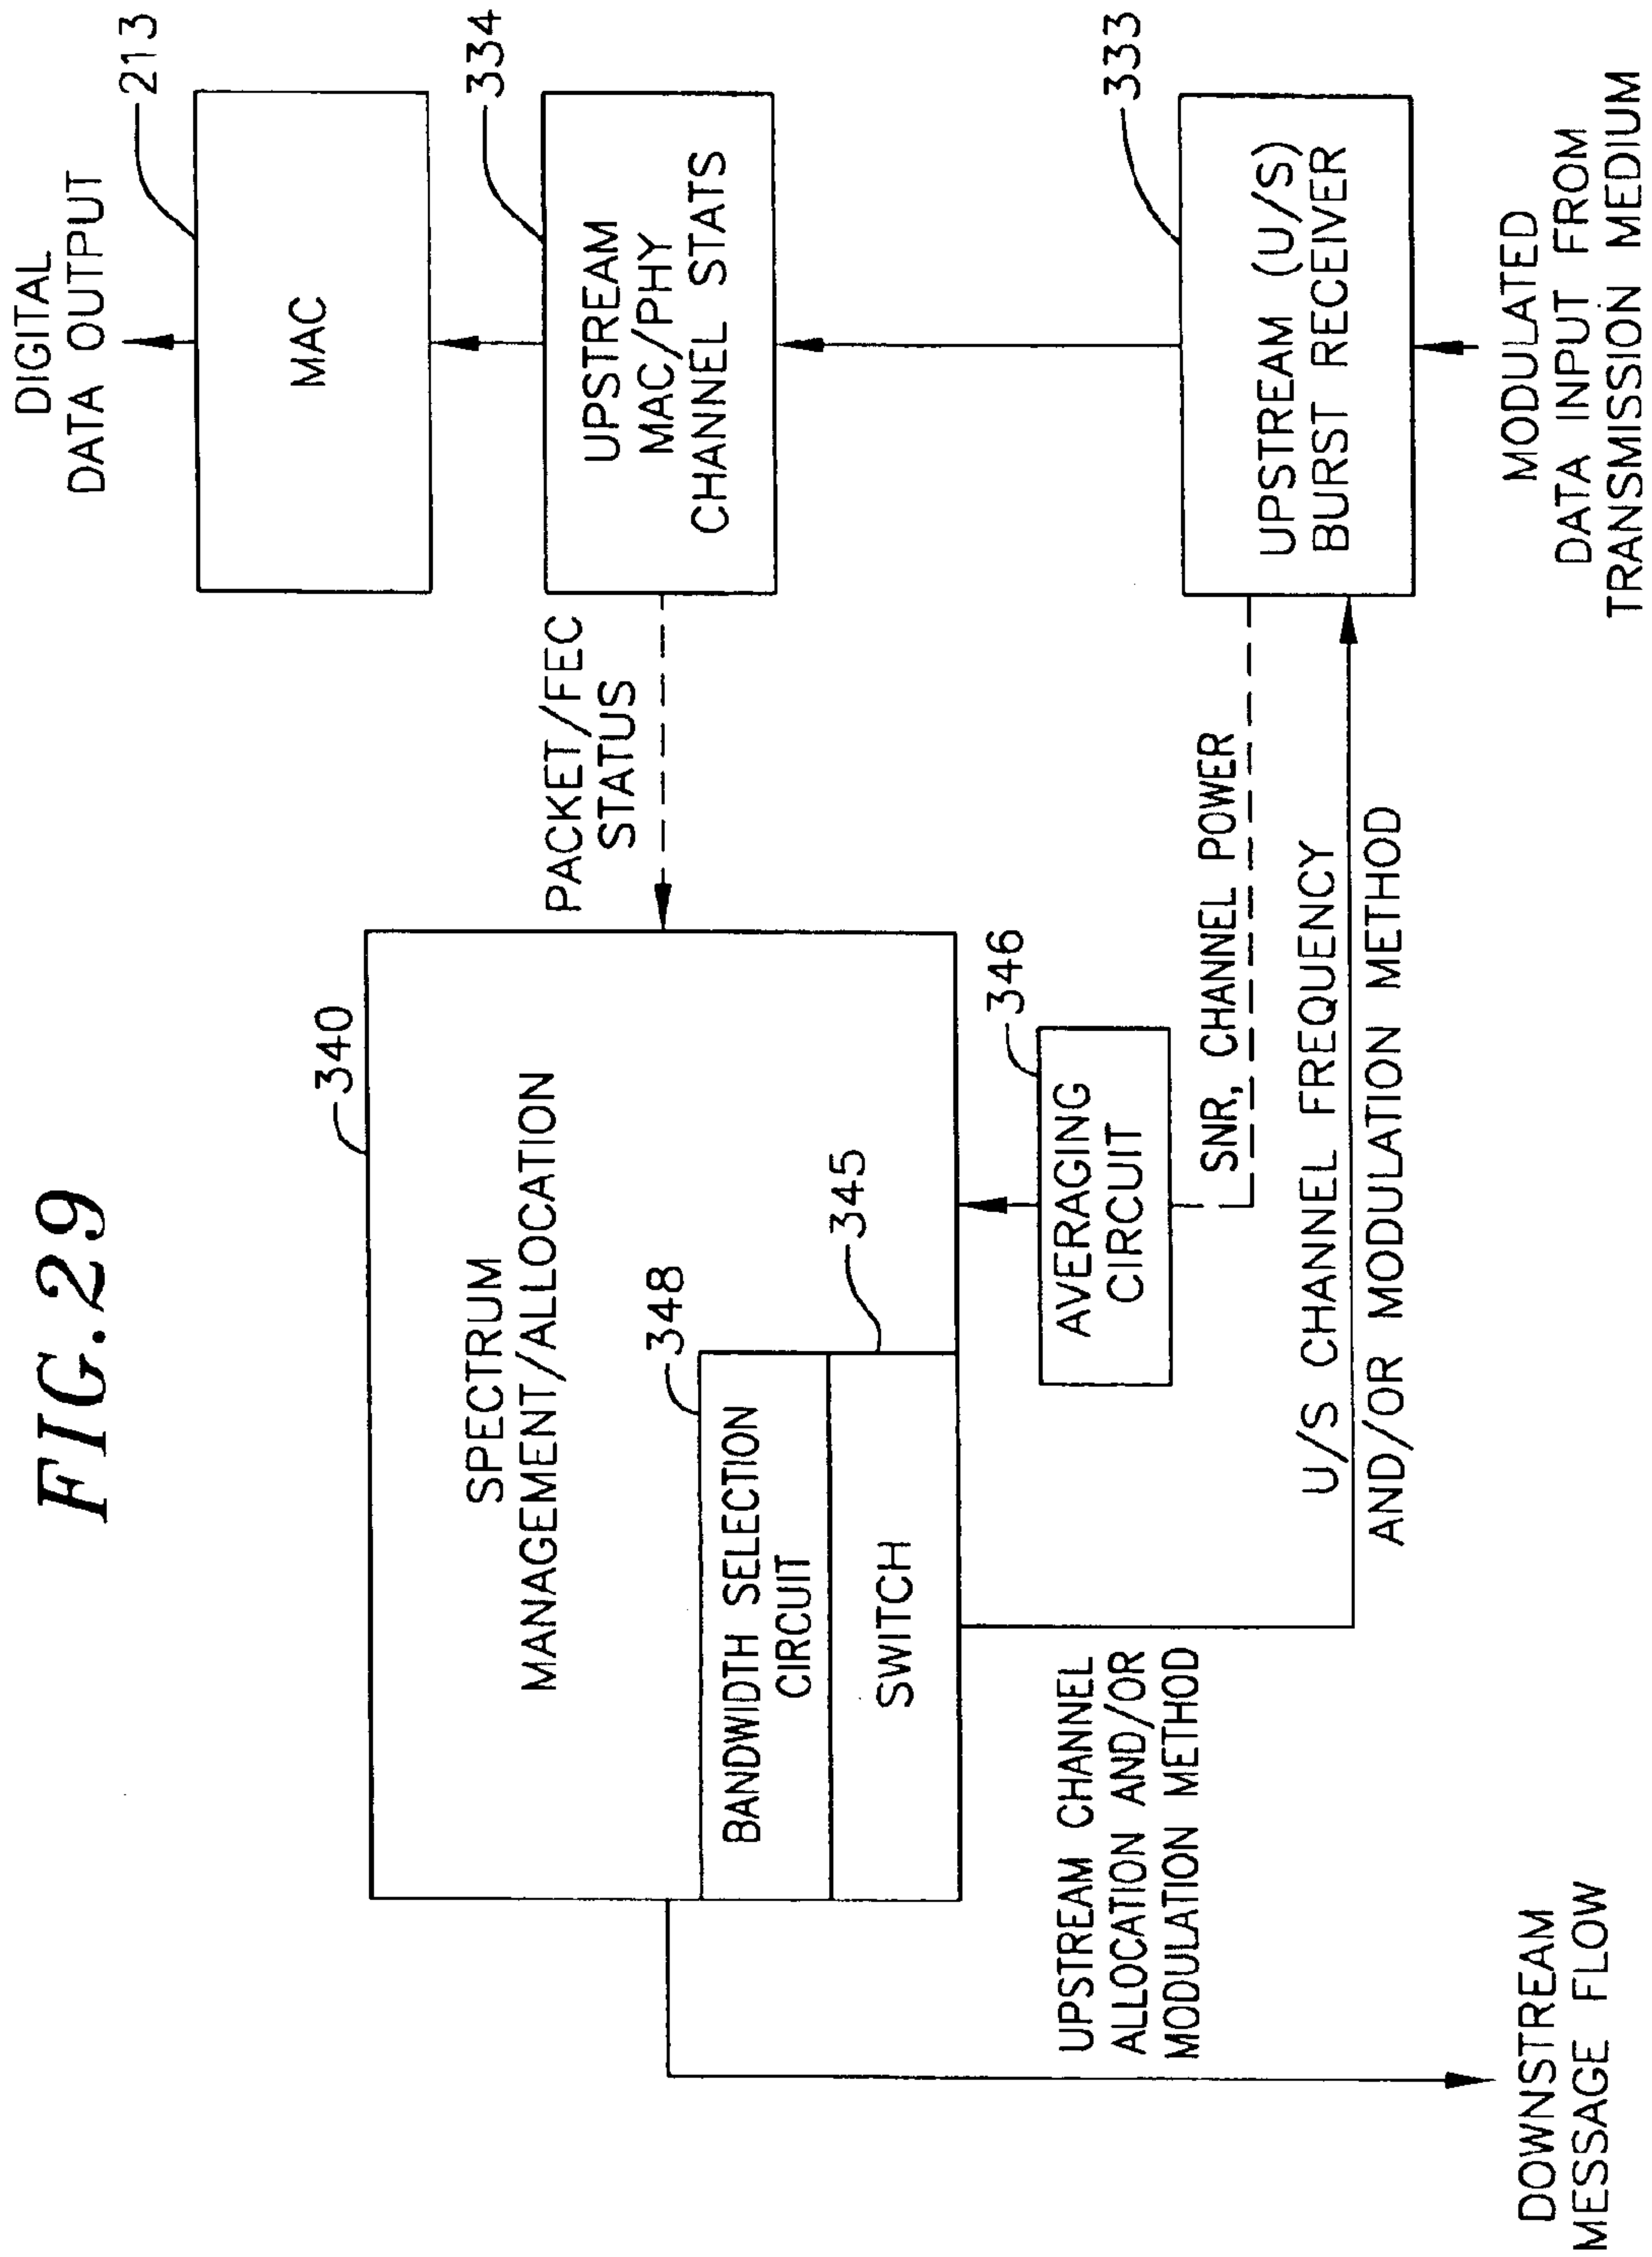 FIG.29
DIGITAL
DATA OUTPUT
213
MAC
334
UPSTREAM
MAC/PHY
CHANNEL STATS
PACKET/FEC
STATUS
340
SPECTRUM
MANAGEMENT/ALLOCATION
348
BANDWIDTH SELECTION
CIRCUIT
345
SWITCH
346
AVERAGING
CIRCUIT
SNR, CHANNEL POWER
333
UPSTREAM (U/S)
BURST RECEIVER
U/S CHANNEL FREQUENCY
AND/OR MODULATION METHOD
UPSTREAM CHANNEL
ALLOCATION AND/OR
MODULATION METHOD
MODULATED
DATA INPUT FROM
TRANSMISSION MEDIUM
DOWNSTREAM
MESSAGE FLOW